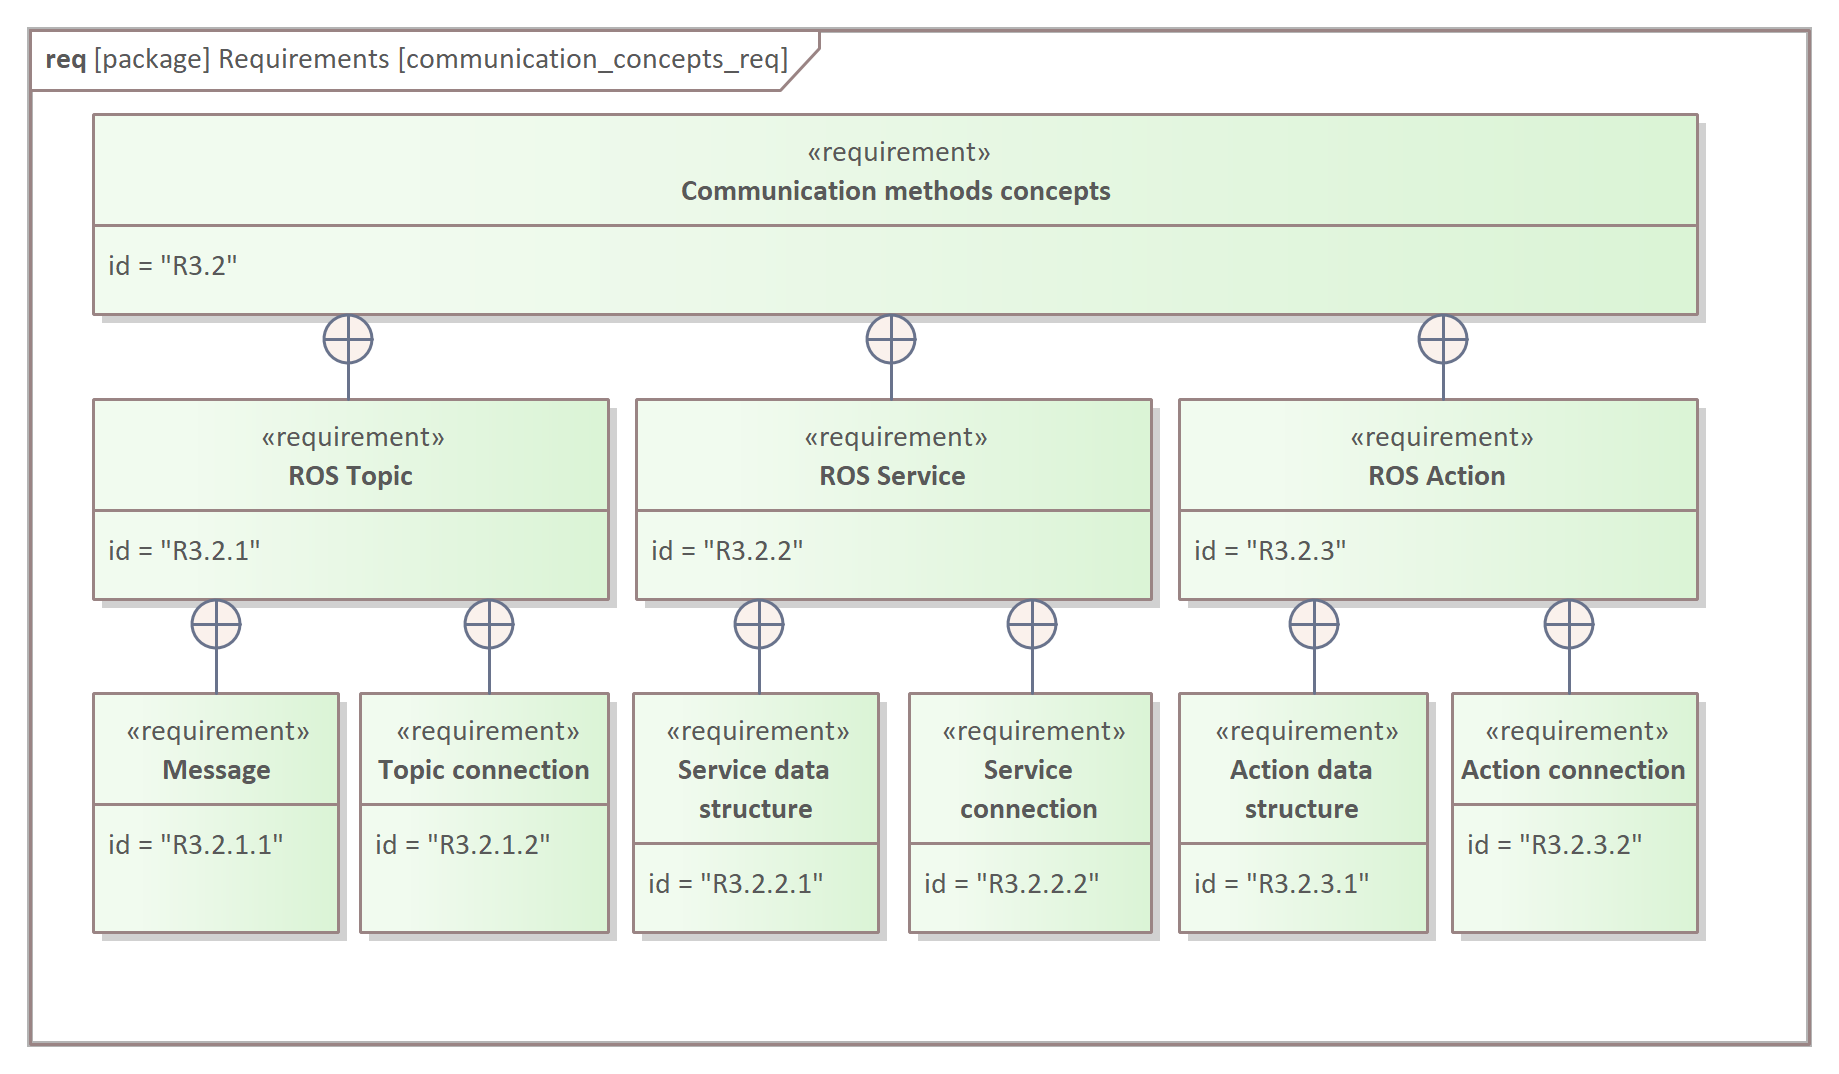 req [package] Requirements [communication_concepts_req]
«requirement»
Communication methods concepts
id = "R3.2"
«requirement»
ROS Topic
id = "R3.2.1"
«requirement»
ROS Service
id = "R3.2.2"
«requirement»
ROS Action
id = "R3.2.3"
«requirement»
Message
id = "R3.2.1.1"
«requirement»
Topic connection
id = "R3.2.1.2"
«requirement»
Service data
structure
id = "R3.2.2.1"
«requirement»
Service
connection
id = "R3.2.2.2"
«requirement»
Action data
structure
id = "R3.2.3.1"
«requirement»
Action connection
id = "R3.2.3.2"